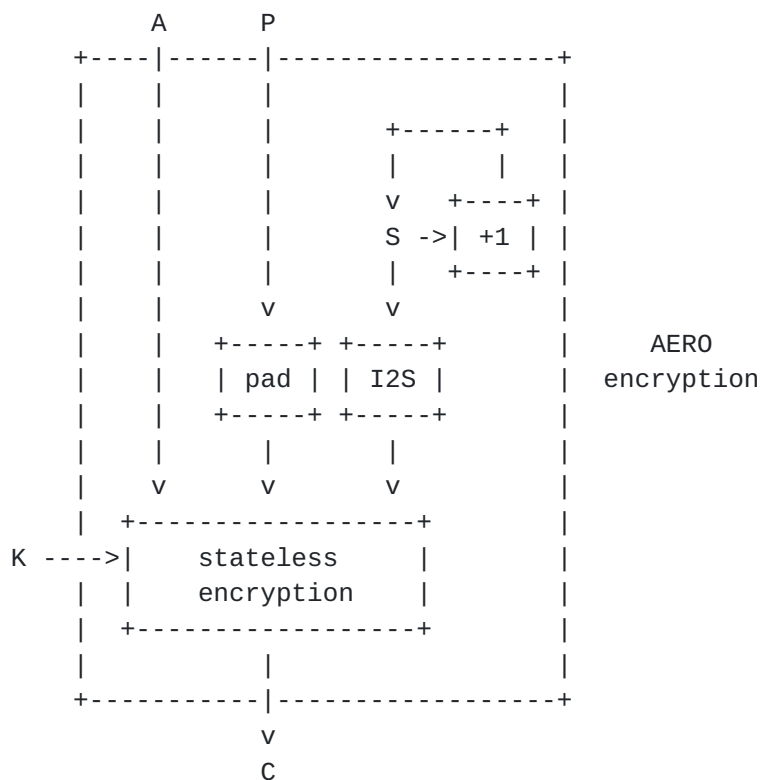 A P
S +1
pad I2S AERO
encryption
K stateless
encryption
C